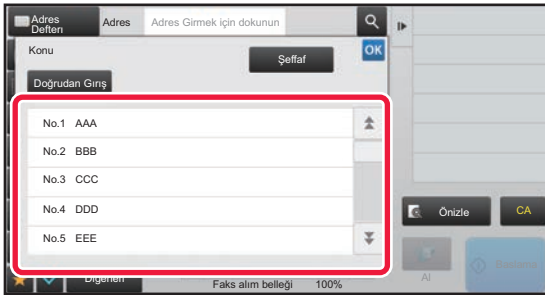 Adres
Defteri
Adres
Adres Girmek için dokunun
Konu
Şeffaf
OK
Doğrudan Giriş
No.1 AAA
No.2 BBB
No.3 CCC
No.4 DDD
No.5 EEE
Önizle
CA
Diğerleri
Faks alım belleği 100%
Al